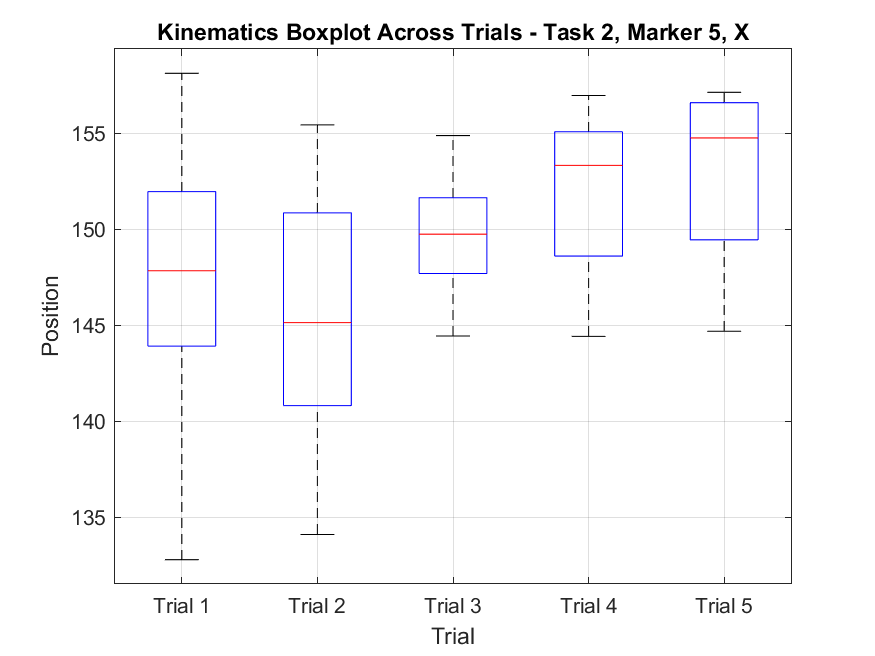 Kinematics Boxplot Across Trials - Task 2, Marker 5, X
Position
155
150
145
140
135
Trial 1 Trial 2 Trial 3 Trial 4 Trial 5
Trial